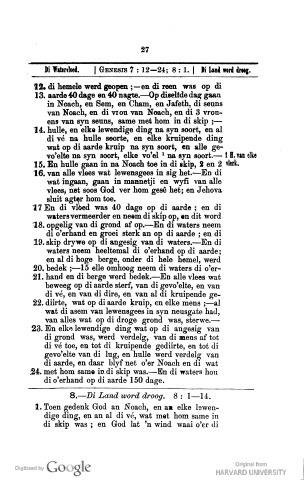 27
Di Watervloed. | GENESIS 7 : 12—24; 8 : 1. | Di Land word droog.
12. di hemele werd geopen;—en di reen was op di
13. aarde 40 dage en 40 nagte.—Op diselfde dag gaan
in Noach, en Sem, en Cham, en Jafeth, di seuns
van Noach, en di vrou van Noach, en di 3 vron-
ens van syn seuns, same met hom in di skip ;—
14. hulle, en elke lewendige ding na syn soort, en al
di vé na hulle soorte, en elke kruipende ding
wat op di aarde kruip na syn soort, en alle ge-
vo'elte na syn soort, elke vo'el ¹ na syn soort.— 1 H. van elke
15. En hulle gaan in na Noach toe in di skip, 2 en 2 vlerk.
16. van alle vlees wat lewensgees in sig het.—En di
wat ingaan, gaan in mannetji en wyfi van alle
vlees, net soos God ver hom gesê het; en Jehova
sluit agter hom toe.
17 En di vloed was 40 dage op di aarde ; en di
waters vermeerder en neem di skip op, en dit word
18. opgelig van di grond af op.—En di waters neem
di o'erhand en groei sterk an op di aarde ; en di
19. skip drywe op di angesig van di waters.—En di
waters neem heeltemal di o'erhand op di aarde;
en al di hoge berge, onder di hele hemel, werd
20. bedek ;—15 elle omhoog neem di waters di o'er-
21. hand en di berge werd bedek.—En alle vlees wat
beweeg op di aarde sterf, van di gevo'elte, en van
di vé, en van di dire, en van al di kruipende ge-
22. diirte, wat op di aarde kruip, en elke mens ;—al
wat di asem van lewensgees in syn neusgate had,
van alles wat op di droge grond was, sterwe.—
23. En elke lewendige ding wat op di angesig van
di grond was, werd verdelg, van di mens af tot
di vé toe, en tot di kruipende gediirte, en tot di
gevo'elte van di lug, en hulle werd verdelg van
di aarde, en daar blyf net o'er Noach en di wat
24. met hom same in di skip was.—En di waters hou
di o'erhand op di aarde 150 dage.
8.—Di Land word droog. 8 : 1—14.
1. Toen gedenk God an Noach, en an elke lewen-
dige ding, en an al di vé, wat met hom same in
di skip was ; en God lat 'n wind waai o'er di
Digitized by Google
Original from
HARVARD UNIVERSITY